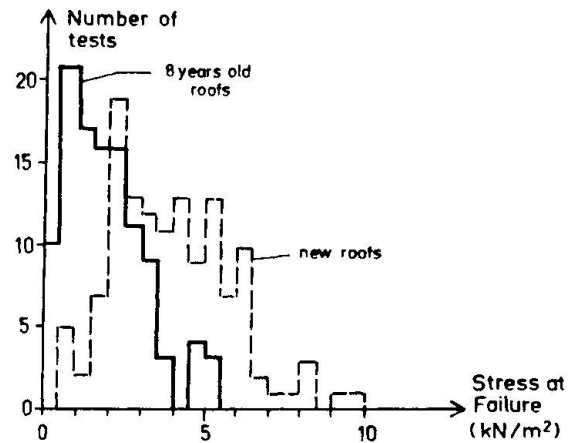 Number of
tests
8 years old
roofs
20
15
new roofs
10
5
0
0
5
10
Stress at
Failure
(kN/m²)